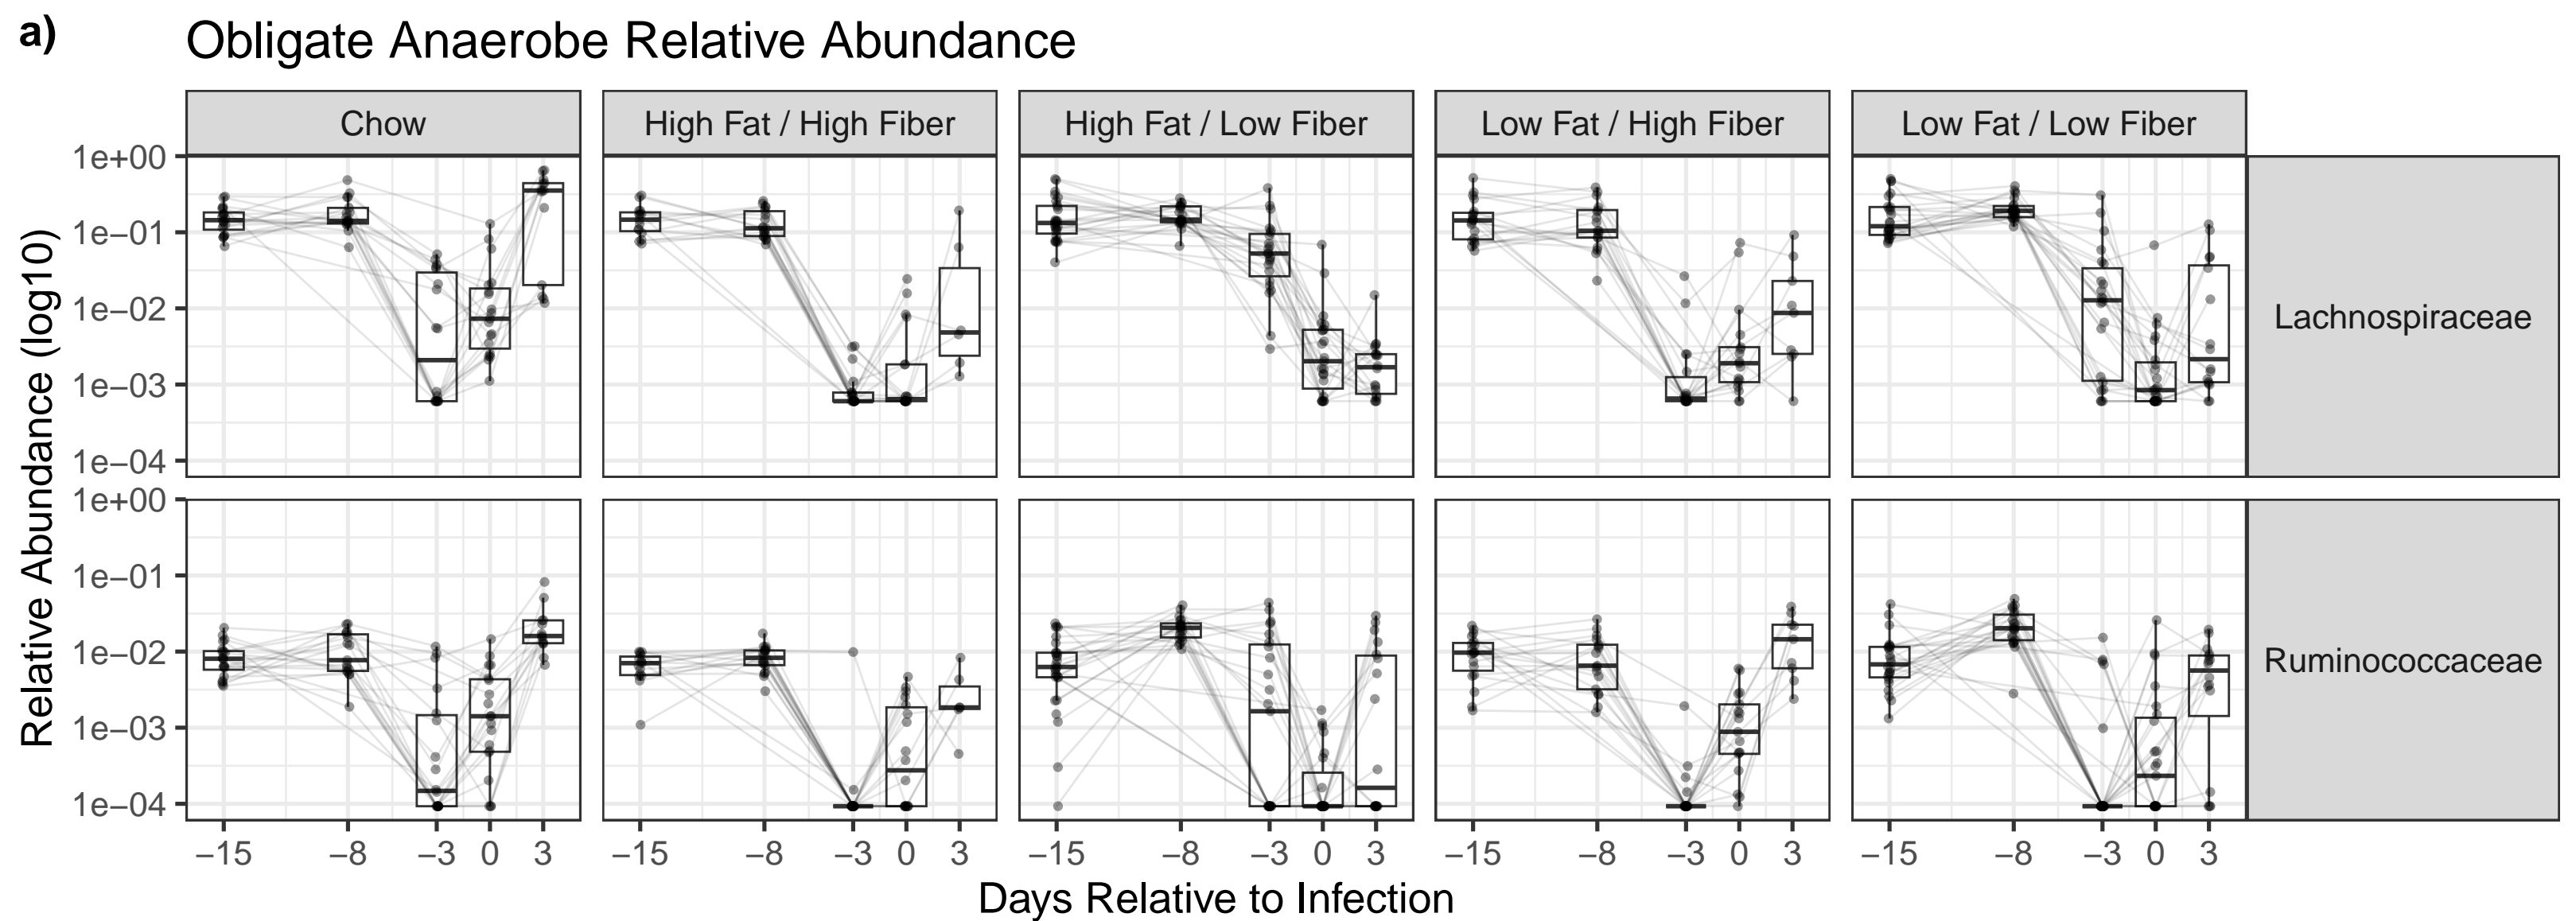 a)
Obligate Anaerobe Relative Abundance
Chow
High Fat / High Fiber
High Fat / Low Fiber
Low Fat / High Fiber
Low Fat / Low Fiber
Relative Abundance (log10)
1e+00
1e−01
1e−02
1e−03
1e−04
Lachnospiraceae
1e+00
1e−01
1e−02
1e−03
1e−04
Ruminococcaceae
−15 −8 −3 0 3
−15 −8 −3 0 3
−15 −8 −3 0 3
−15 −8 −3 0 3
−15 −8 −3 0 3
Days Relative to Infection